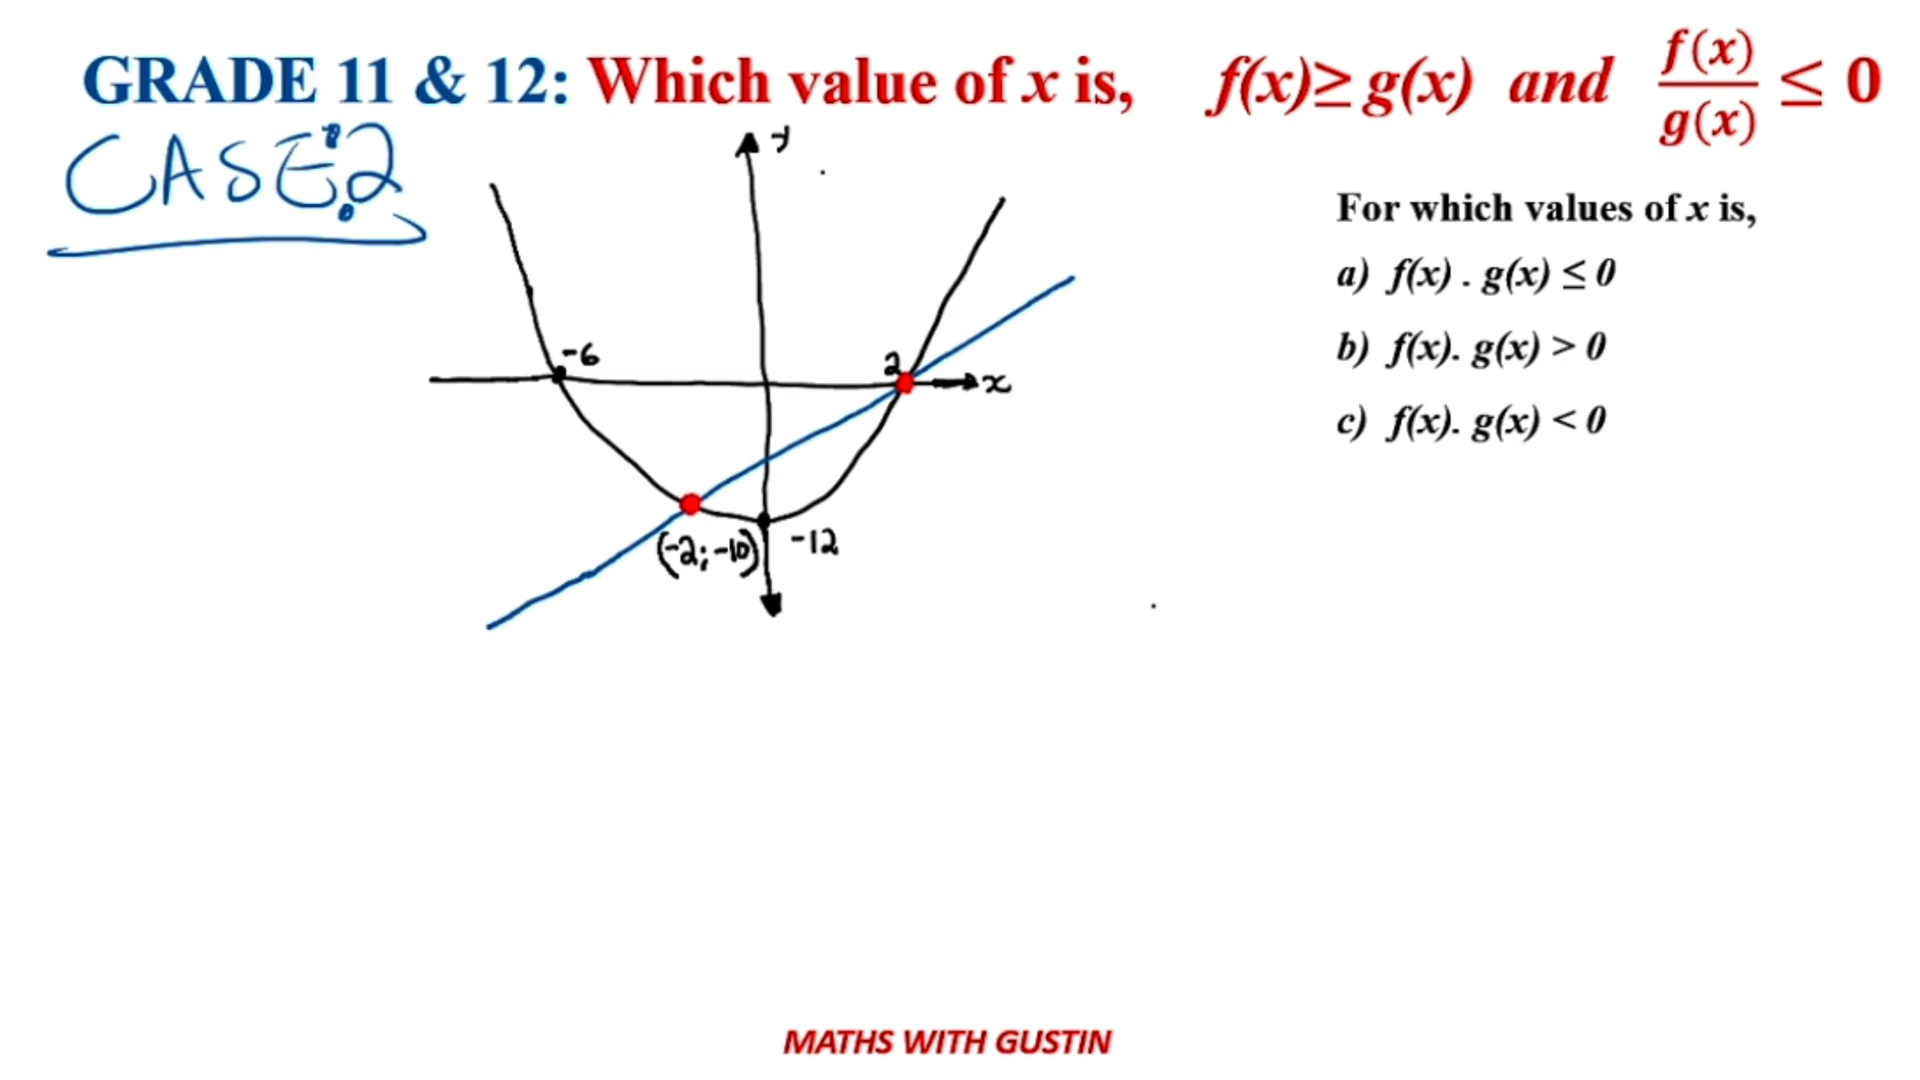 GRADE 11 & 12: Which value of x is, f(x)≥ g(x) and f(x)/g(x) ≤ 0
CASE:2
y
For which values of x is,
a) f(x) . g(x) ≤ 0
-6
2
x
b) f(x). g(x) > 0
c) f(x). g(x) < 0
(-2;-10)
-12
MATHS WITH GUSTIN